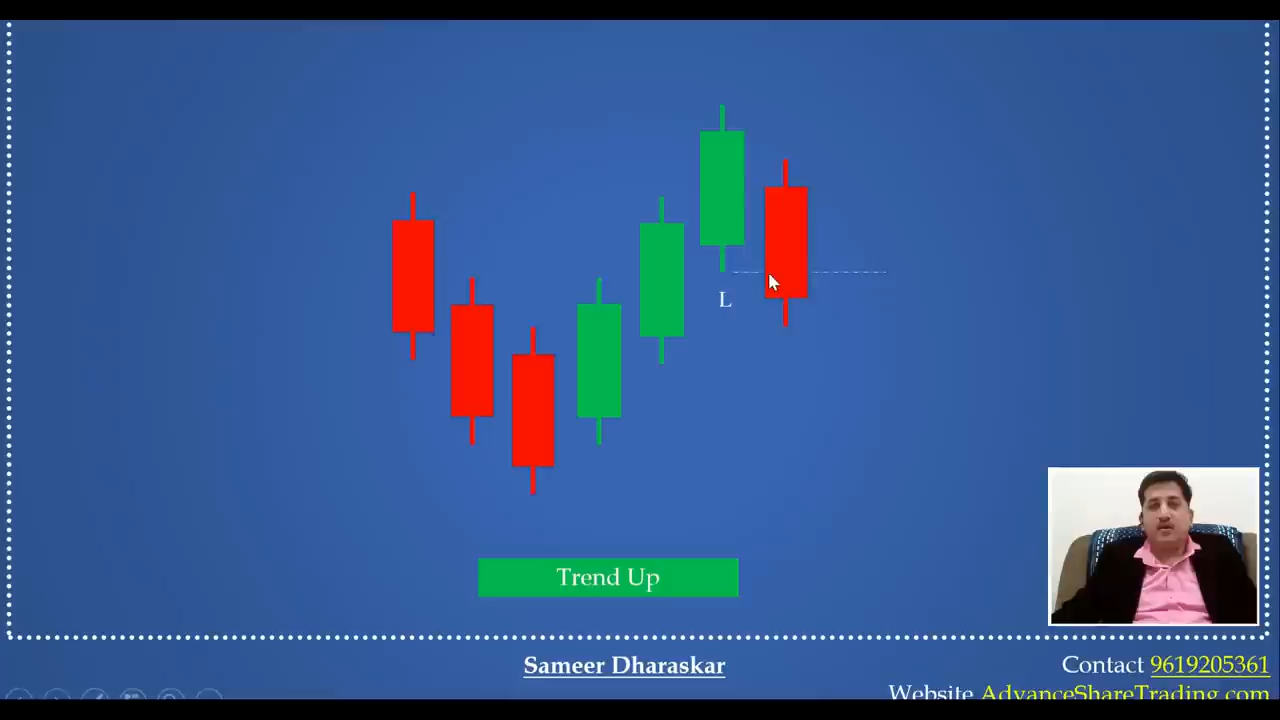 L
Trend Up
Sameer Dharaskar
Contact 9619205361
Website AdvanceShareTrading.com